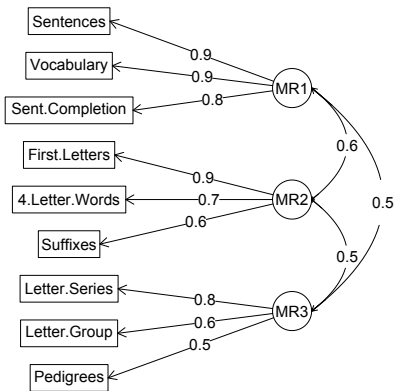 Sentences
Vocabulary
Sent.Completion
First.Letters
4.Letter.Words
Suffixes
Letter.Series
Letter.Group
Pedigrees
0.9
0.9
0.8
0.9
0.7
0.6
0.8
0.6
0.5
MR1
MR2
MR3
0.6
0.5
0.5